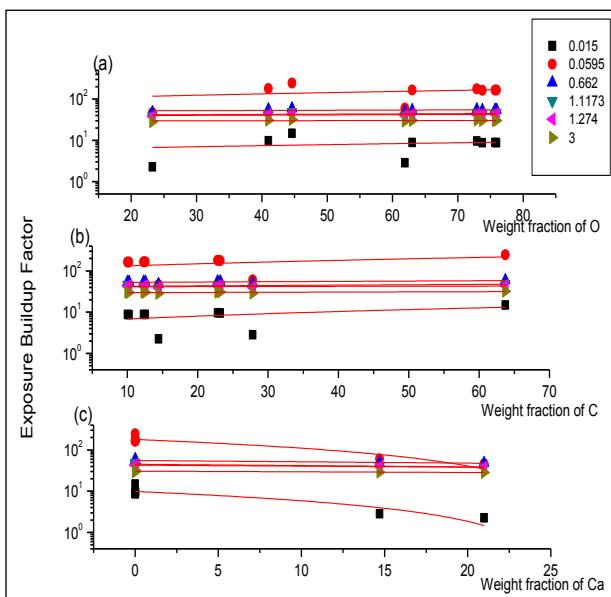 (a)
0.015
0.0595
0.662
1.1173
1.274
3
10²
10¹
10⁰
20 30 40 50 60 70 80
Weight fraction of O
Exposure Buildup Factor
(b)
10²
10¹
10⁰
10 20 30 40 50 60 70
Weight fraction of C
(c)
10²
10¹
10⁰
0 5 10 15 20 25
Weight fraction of Ca